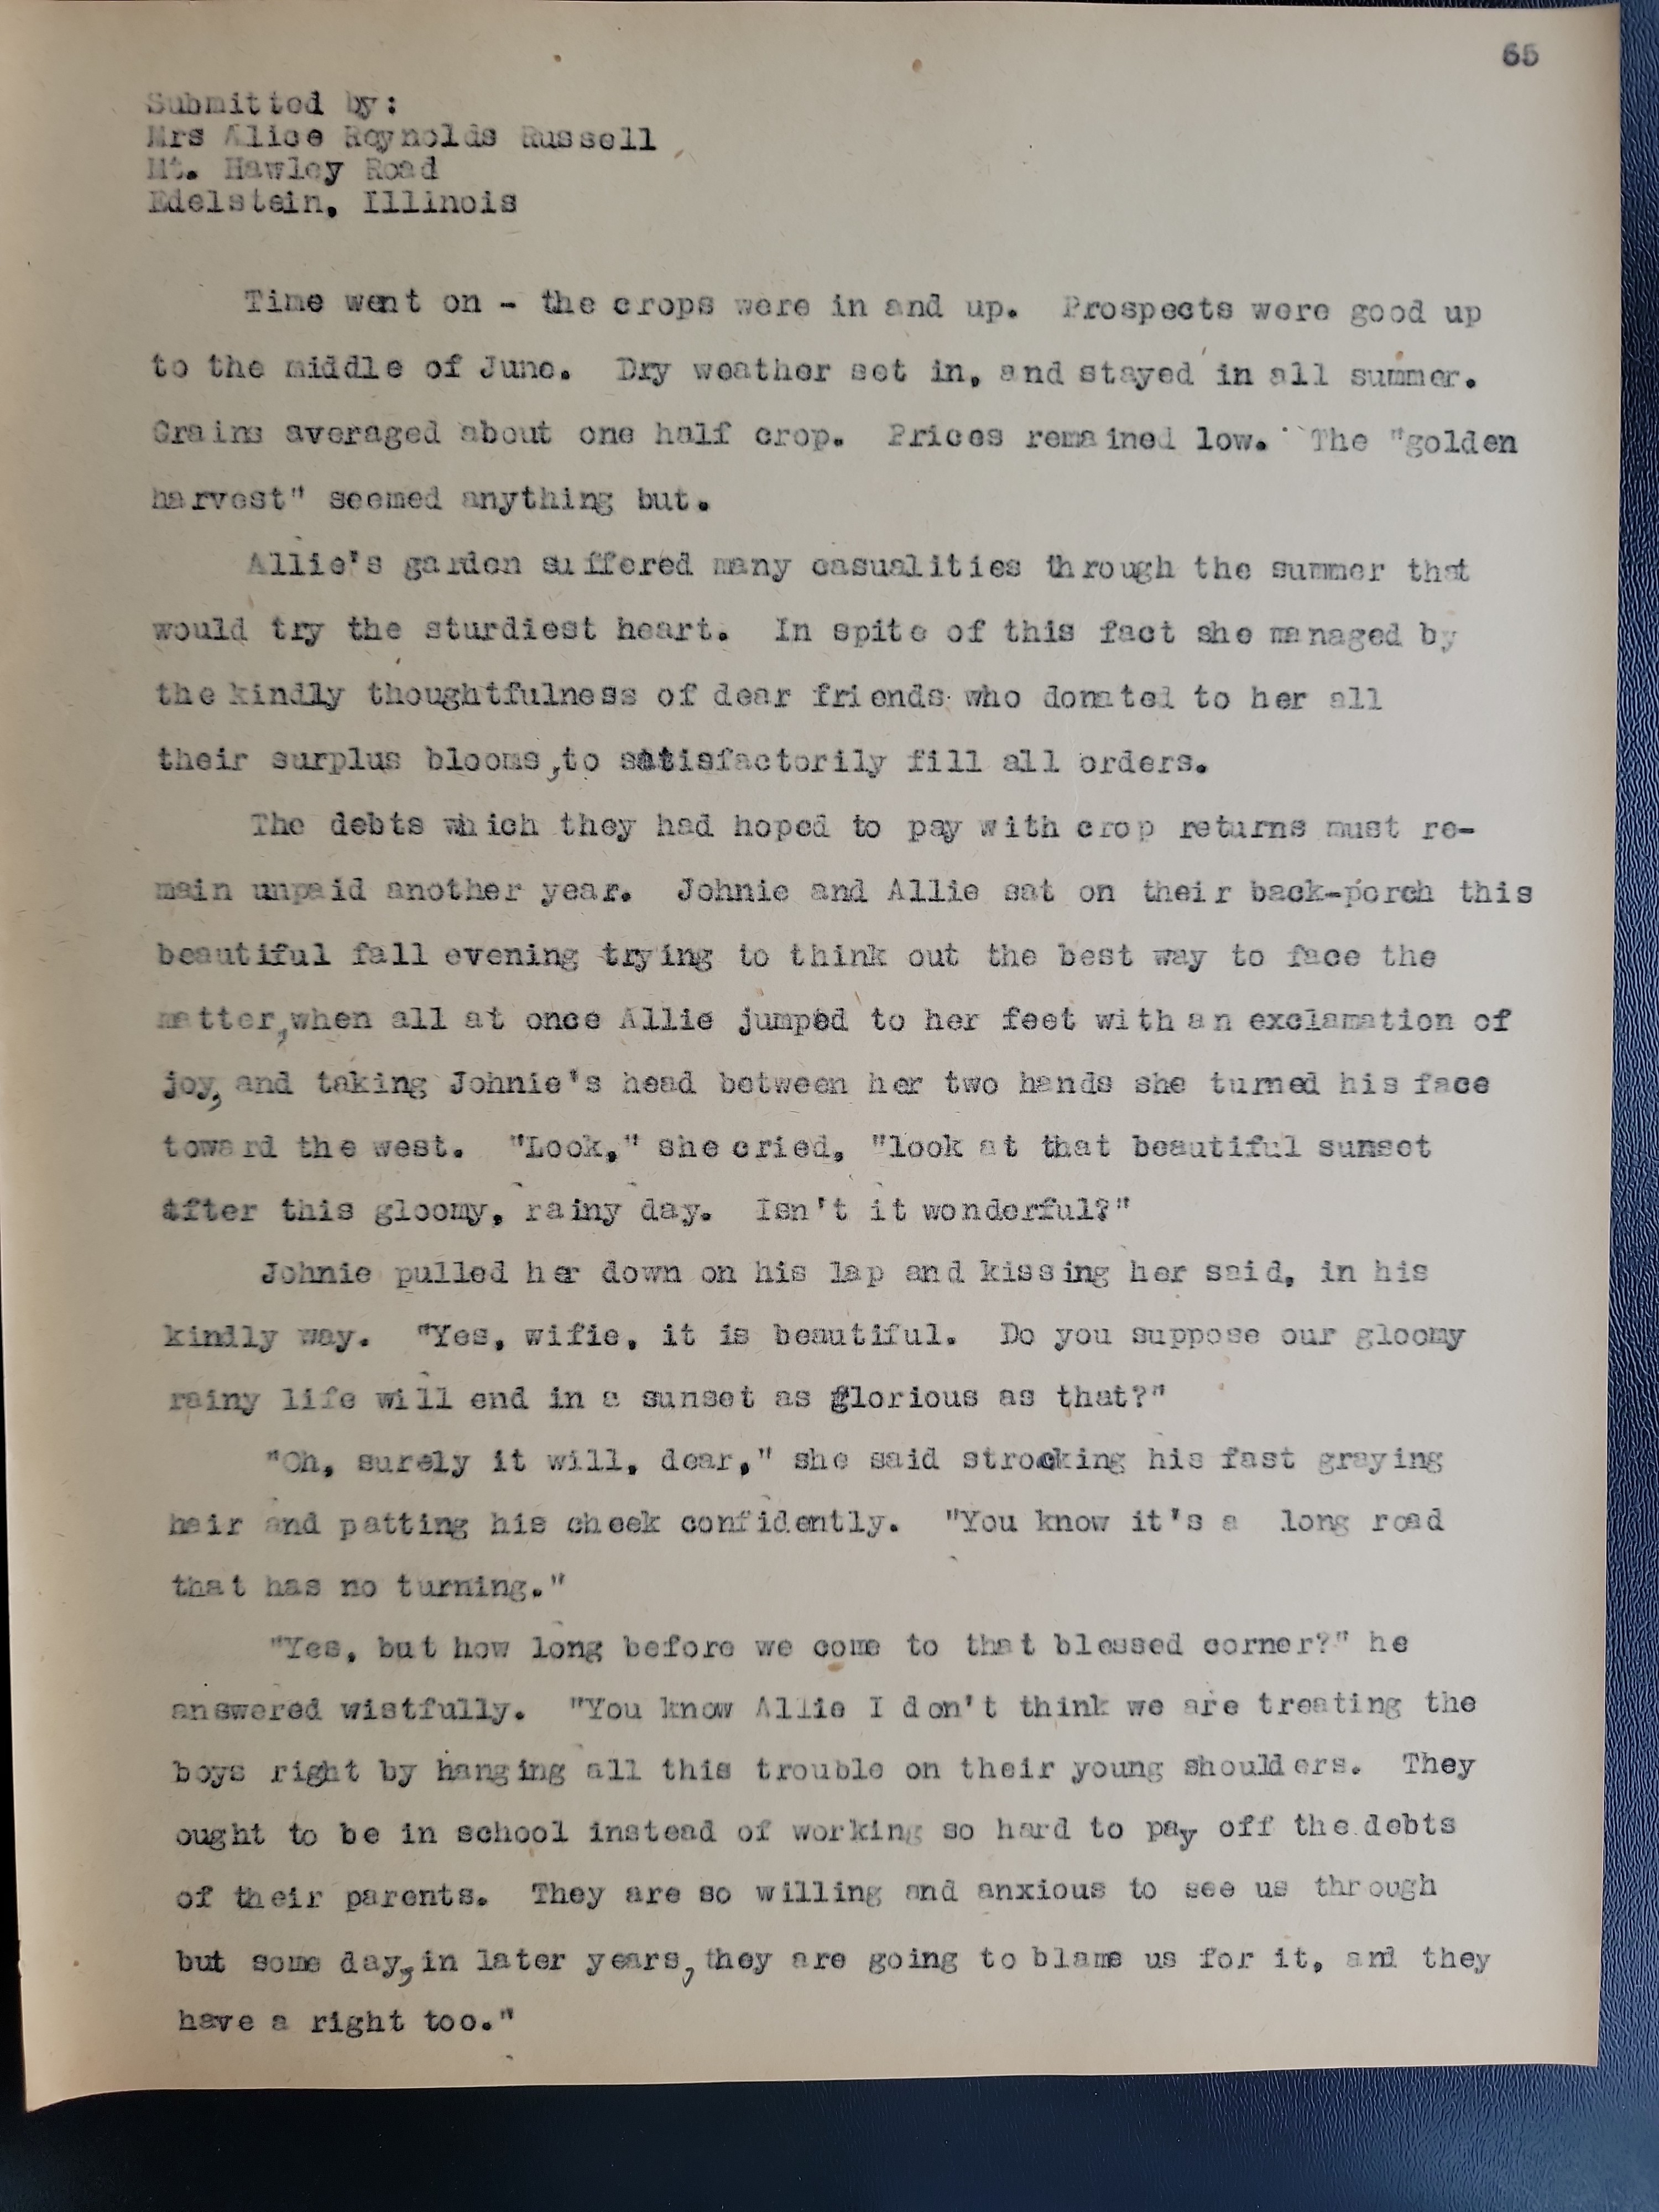 65
Submitted by:
Mrs Alice Reynolds Russell
Mt. Hawley Road
Edelstein, Illinois
Time went on - the crops were in and up. Prospects were good up
to the middle of June. Dry weather set in, and stayed in all summer.
Grains averaged about one half crop. Prices remained low. The "golden
harvest" seemed anything but.
Allie's garden suffered many casualities through the summer that
would try the sturdiest heart. In spite of this fact she managed by
the kindly thoughtfulness of dear friends who donated to her all
their surplus blooms, to satisfactorily fill all orders.
The debts which they had hoped to pay with crop returns must re-
main unpaid another year. Johnie and Allie sat on their back-porch this
beautiful fall evening trying to think out the best way to face the
matter, when all at once Allie jumped to her feet with an exclamation of
joy, and taking Johnie's head between her two hands she turned his face
toward the west. "Look," she cried, "look at that beautiful sunset
after this gloomy, rainy day. Isn't it wonderful?"
Johnie pulled her down on his lap and kissing her said, in his
kindly way. "Yes, wifie, it is beautiful. Do you suppose our gloomy
rainy life will end in a sunset as glorious as that?"
"Oh, surely it will, dear," she said strocking his fast graying
hair and patting his cheek confidently. "You know it's a long road
that has no turning."
"Yes, but how long before we come to that blessed corner?" he
answered wistfully. "You know Allie I don't think we are treating the
boys right by hanging all this trouble on their young shoulders. They
ought to be in school instead of working so hard to pay off the debts
of their parents. They are so willing and anxious to see us through
but some day, in later years, they are going to blame us for it, and they
have a right too."